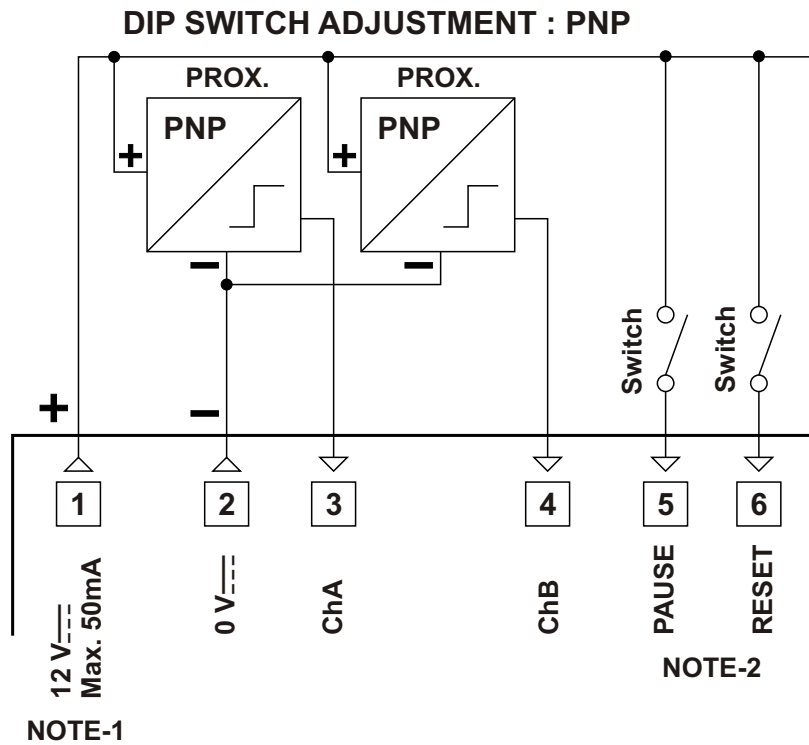 DIP SWITCH ADJUSTMENT : PNP
PROX.
PROX.
PNP
PNP
+
+
−
−
Switch
Switch
+
−
1
2
3
4
5
6
12 V⎓
Max. 50mA
0 V⎓
ChA
ChB
PAUSE
RESET
NOTE-2
NOTE-1